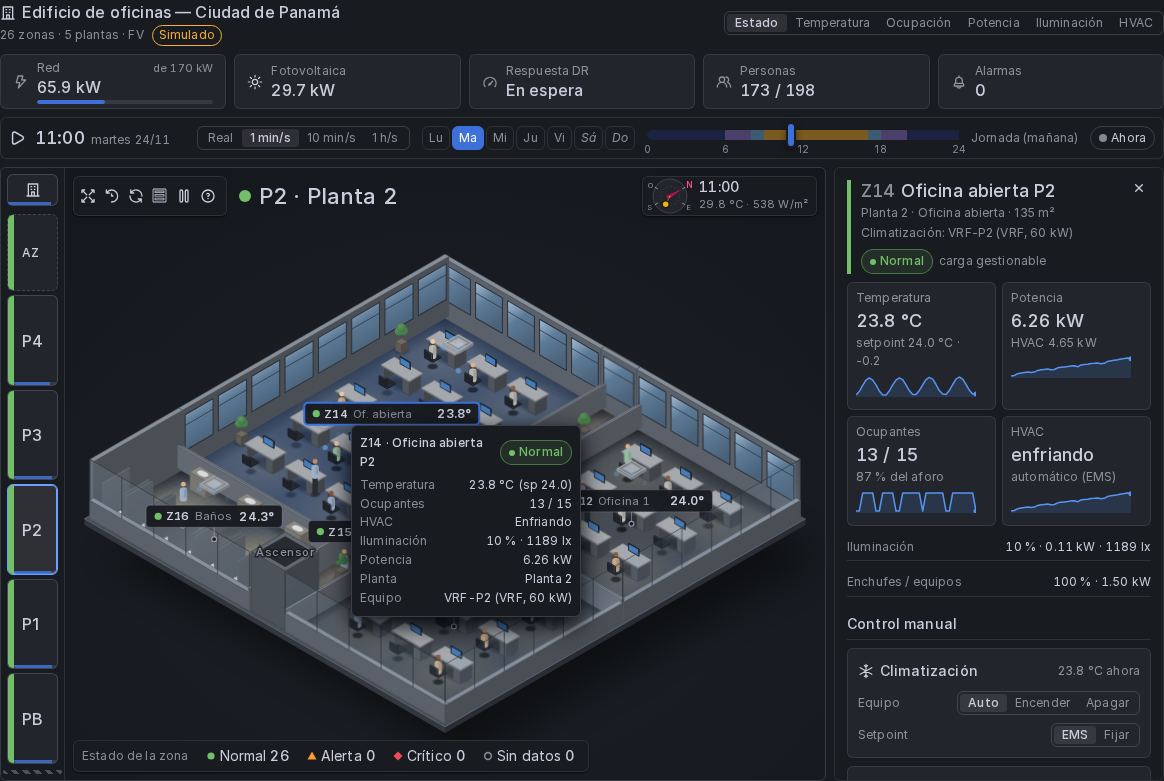 Edificio de oficinas — Ciudad de Panamá
26 zonas · 5 plantas · FV Simulado
Estado Temperatura Ocupación Potencia Iluminación HVAC
Red de 170 kW
65.9 kW
Fotovoltaica
29.7 kW
Respuesta DR
En espera
Personas
173 / 198
Alarmas
0
11:00 martes 24/11
Real 1 min/s 10 min/s 1 h/s
Lu Ma Mi Ju Vi Sá Do
0 6 12 18 24
Jornada (mañana)
Ahora
AZ
P4
P3
P2
P1
PB
P2 · Planta 2
O N S E
11:00
29.8 °C · 538 W/m²
Z14 Of. abierta 23.8°
Z16 Baños 24.3°
Z15
Ascensor
12 Oficina 1 24.0°
Z14 · Oficina abierta P2
Normal
Temperatura 23.8 °C (sp 24.0)
Ocupantes 13 / 15
HVAC Enfriando
Iluminación 10 % · 1189 lx
Potencia 6.26 kW
Planta Planta 2
Equipo VRF-P2 (VRF, 60 kW)
Estado de la zona Normal 26 Alerta 0 Crítico 0 Sin datos 0
Z14 Oficina abierta P2
Planta 2 · Oficina abierta · 135 m²
Climatización: VRF-P2 (VRF, 60 kW)
Normal carga gestionable
Temperatura
23.8 °C
setpoint 24.0 °C ·
-0.2
Potencia
6.26 kW
HVAC 4.65 kW
Ocupantes
13 / 15
87 % del aforo
HVAC
enfriando
automático (EMS)
Iluminación 10 % · 0.11 kW · 1189 lx
Enchufes / equipos 100 % · 1.50 kW
Control manual
Climatización 23.8 °C ahora
Equipo Auto Encender Apagar
Setpoint EMS Fijar